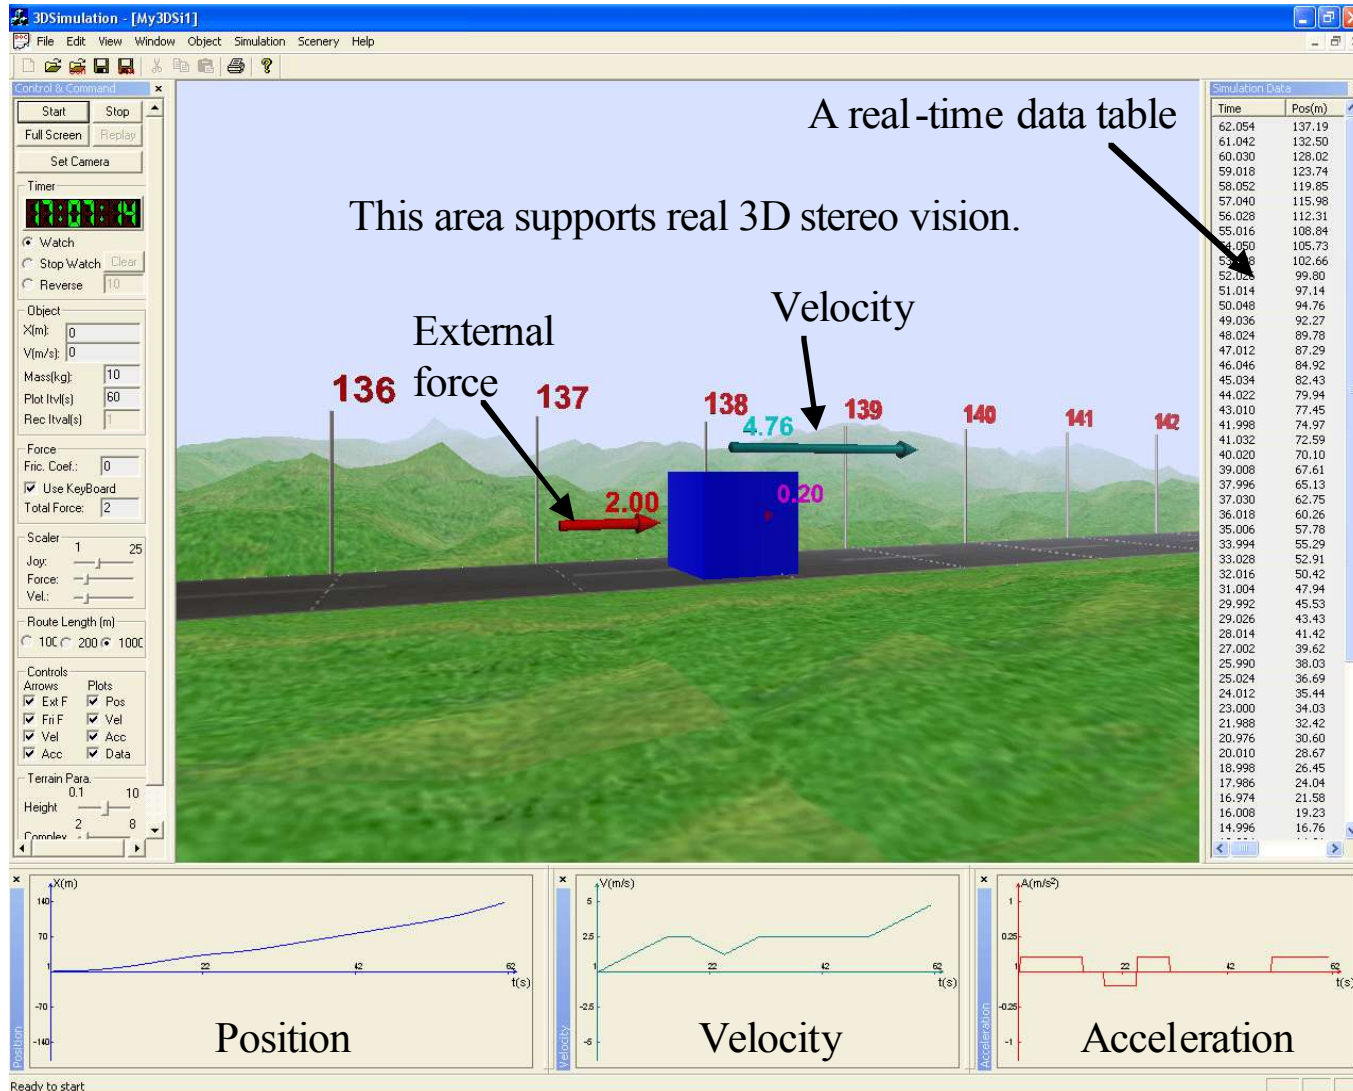 3DSimulation - [My3DSi1]
File Edit View Window Object Simulation Scenery Help
Control & Command
Start Stop
Full Screen Replay
Set Camera
Timer
17:07:14
Watch
Stop Watch Clear
Reverse 10
Object
X(m): 0
V(m/s): 0
Mass(kg): 10
Plot Itvl(s) 60
Rec Itval(s) 1
Force
Fric. Coef.: 0
Use KeyBoard
Total Force: 2
Scaler
1 25
Joy:
Force:
Vel.:
Route Length (m)
100 200 1000
Controls
Arrows Plots
Ext F Pos
Fri F Vel
Vel Acc
Acc Data
Terrain Para.
0.1 10
Height
2 8
Complex
A real-time data table
This area supports real 3D stereo vision.
External force
Velocity
136 137 138 139 140 141 142
4.76
2.00
0.20
Simulation Data
Time Pos(m)
62.054 137.19
61.042 132.50
60.030 128.02
59.018 123.74
58.052 119.85
57.040 115.98
56.028 112.31
55.016 108.84
54.050 105.73
102.66
52.026 99.80
51.014 97.14
50.048 94.76
49.036 92.27
48.024 89.78
47.012 87.29
46.046 84.92
45.034 82.43
44.022 79.94
43.010 77.45
41.998 74.97
41.032 72.59
40.020 70.10
39.008 67.61
37.996 65.13
37.030 62.75
36.018 60.26
35.006 57.78
33.994 55.29
33.028 52.91
32.016 50.42
31.004 47.94
29.992 45.53
29.026 43.43
28.014 41.42
27.002 39.62
25.990 38.03
25.024 36.69
24.012 35.44
23.000 34.03
21.988 32.42
20.976 30.60
20.010 28.67
18.998 26.45
17.986 24.04
16.974 21.58
16.008 19.23
14.996 16.76
Position
X(m)
140
70
1 22 42 62
t(s)
-70
-140
Position
Velocity
V(m/s)
5
2.5
1 22 42 62
t(s)
-2.5
-5
Velocity
Acceleration
A(m/s²)
1
0.25
1 22 42 62
t(s)
-0.25
-1
Acceleration
Ready to start